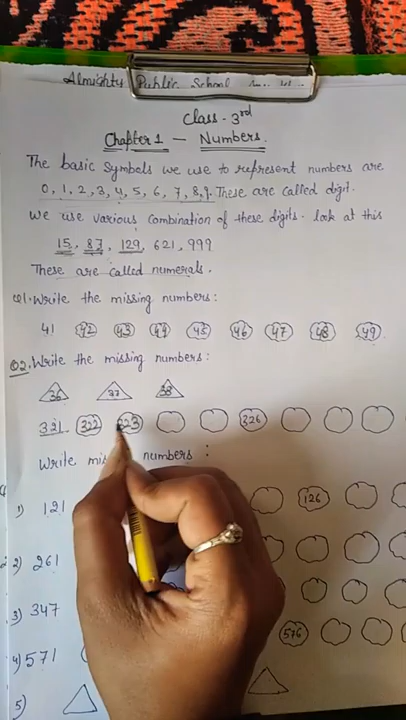 Almighty Public School
Class - 3rd
Chapter 1 — Numbers.
The basic symbols we use to represent numbers are
0, 1, 2, 3, 4, 5, 6, 7, 8, 9. These are called digit.
We use various combination of these digits. look at this
15, 87, 129, 621, 999
These are called numerals.
Q1. Write the missing numbers:
41 42 43 44 45 46 47 48 49
Q2. Write the missing numbers:
36 37 38
321 322 323 326
Write mis numbers :
1) 121 126
2) 261
3) 347
4) 571 576
5)